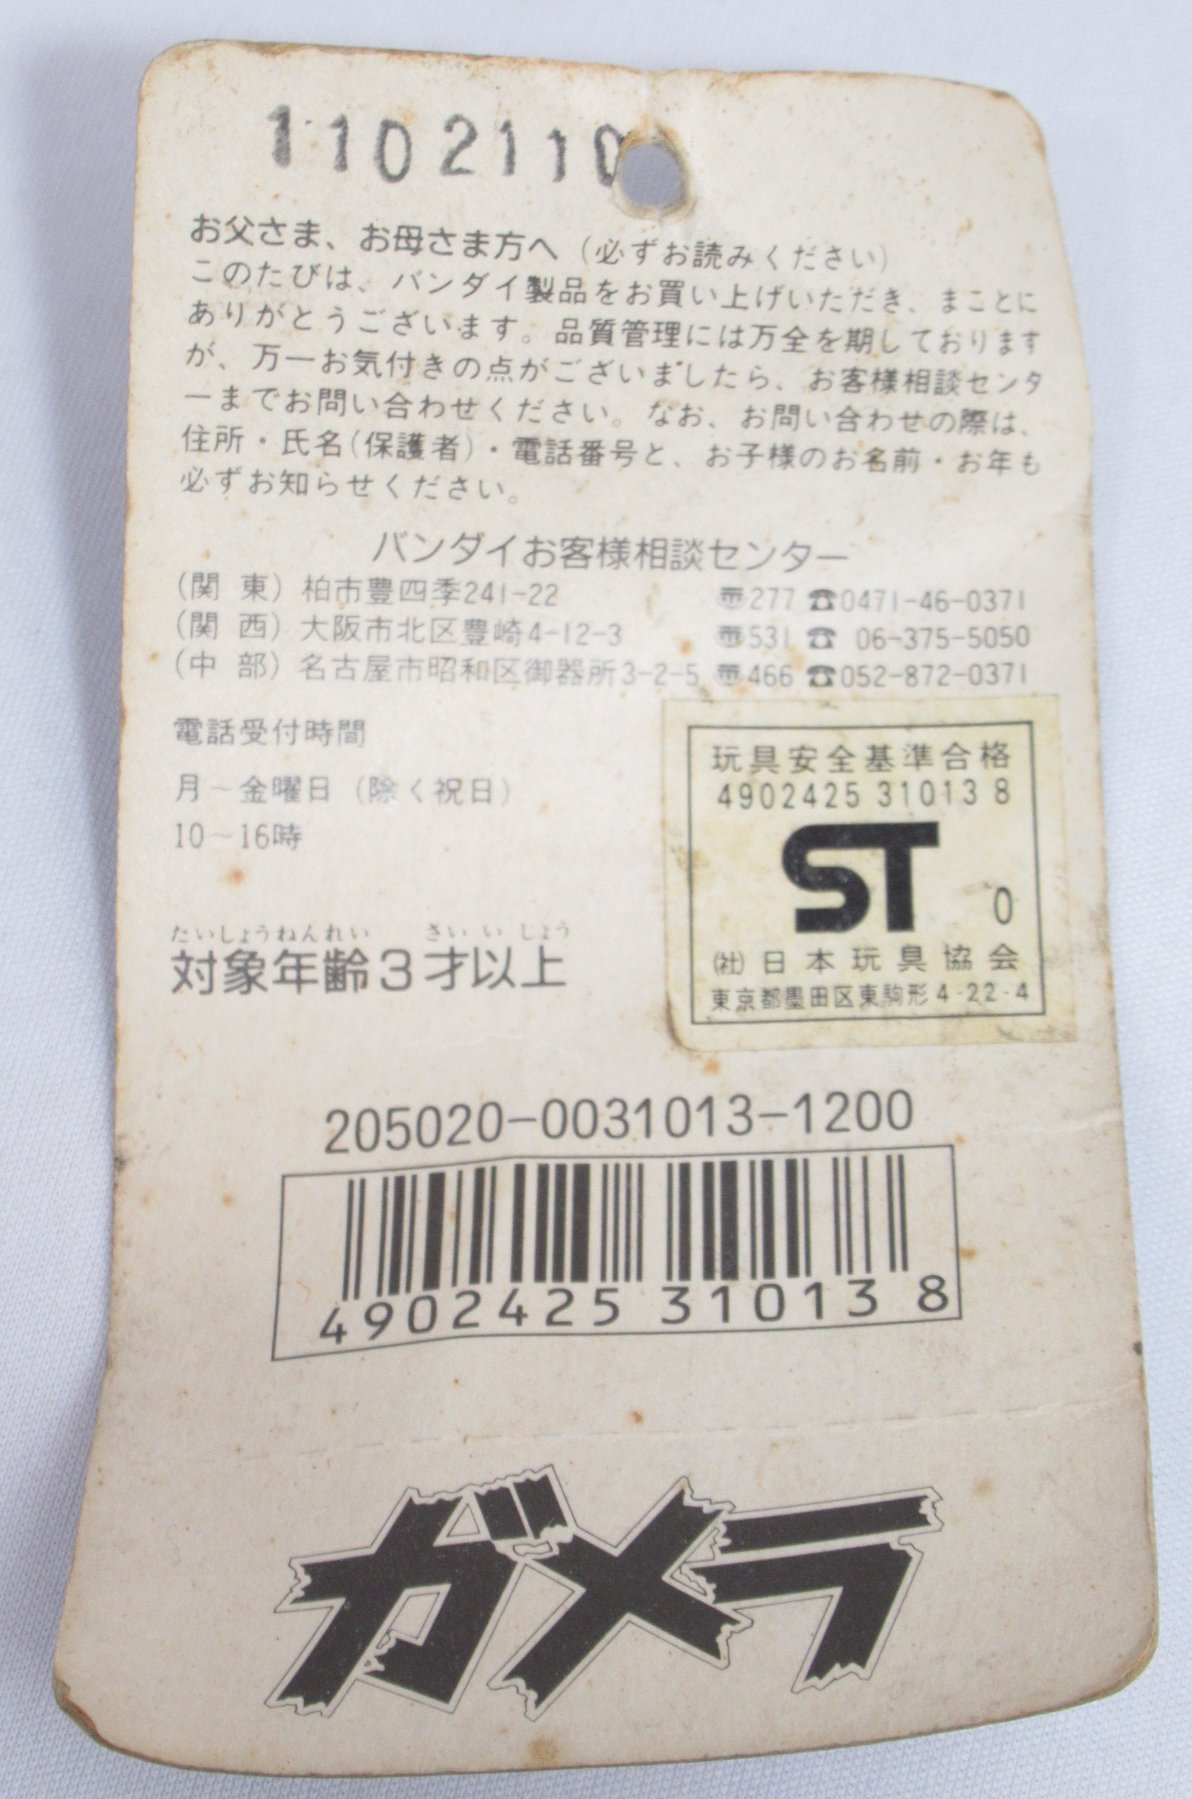 1102110
お父さま、お母さま方へ（必ずお読みください）
このたびは、バンダイ製品をお買い上げいただき、まことに
ありがとうございます。品質管理には万全を期しております
が、万一お気付きの点がございましたら、お客様相談センタ
ーまでお問い合わせください。なお、お問い合わせの際は、
住所・氏名（保護者）・電話番号と、お子様のお名前・お年も
必ずお知らせください。
バンダイお客様相談センター
（関 東）柏市豊四季241-22 〠277 ☎0471-46-0371
（関 西）大阪市北区豊崎4-12-3 〠531 ☎ 06-375-5050
（中 部）名古屋市昭和区御器所3-2-5 〠466 ☎052-872-0371
電話受付時間
月～金曜日（除く祝日）
10～16時
たいしょうねんれい さいいしょう
対象年齢3才以上
玩具安全基準合格
4902425 310138
ST 0
㈳日本玩具協会
東京都墨田区東駒形4-22-4
205020-0031013-1200
4902425310138
ガメラ